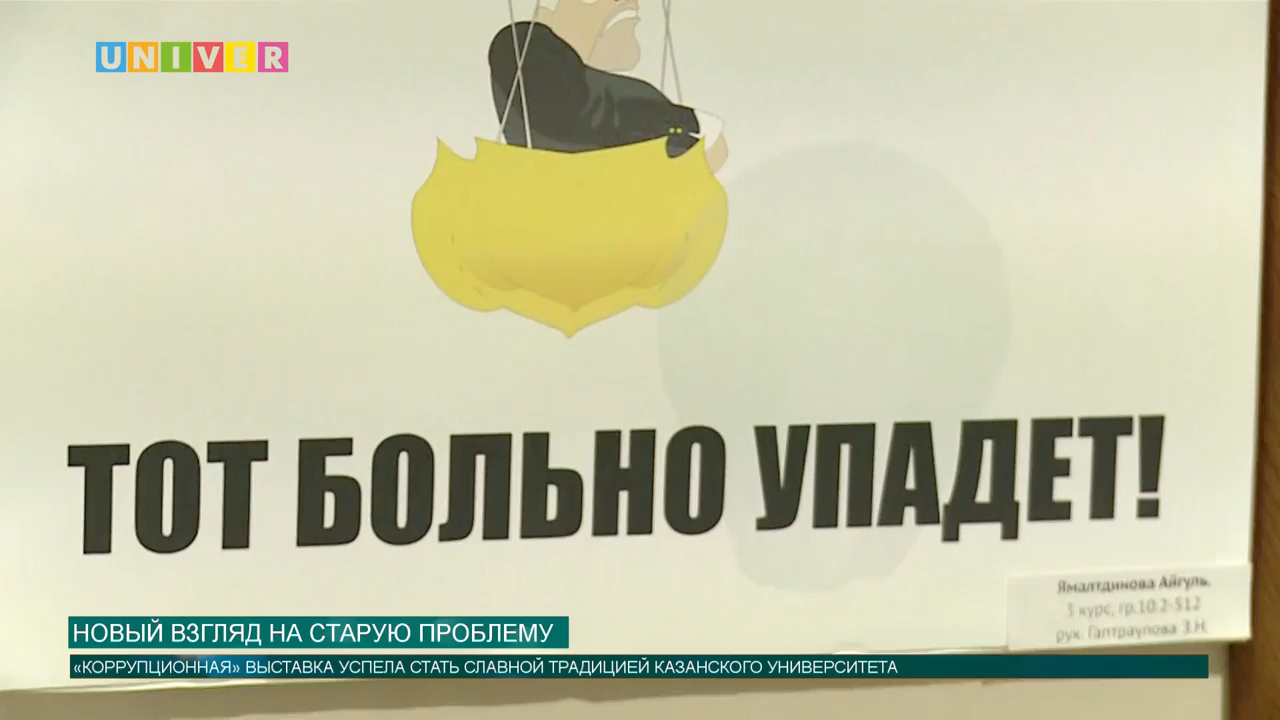 UNIVER
ТОТ БОЛЬНО УПАДЕТ!
Ямалтдинова Айгуль.
3 курс, гр.10.2-512
рук. Гаптраупова З.Н.
НОВЫЙ ВЗГЛЯД НА СТАРУЮ ПРОБЛЕМУ
«КОРРУПЦИОННАЯ» ВЫСТАВКА УСПЕЛА СТАТЬ СЛАВНОЙ ТРАДИЦИЕЙ КАЗАНСКОГО УНИВЕРСИТЕТА